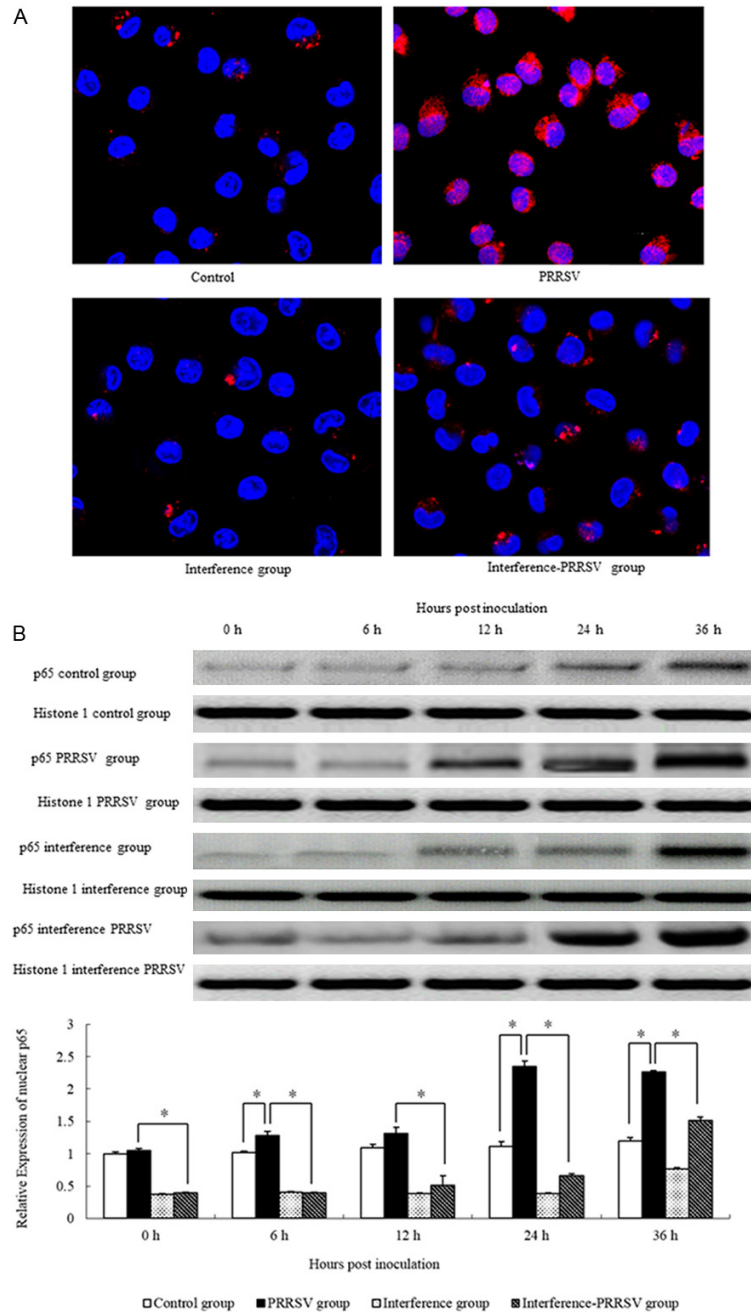 A
Control
PRRSV
Interference group
Interference-PRRSV group
B
Hours post inoculation
0 h 6 h 12 h 24 h 36 h
p65 control group
Histone 1 control group
p65 PRRSV group
Histone 1 PRRSV group
p65 interference group
Histone 1 interference group
p65 interference PRRSV
Histone 1 interference PRRSV
Relative Expression of nuclear p65
3
2.5
2
1.5
1
0.5
0
* * * * * * * *
0 h 6 h 12 h 24 h 36 h
Hours post inoculation
Control group PRRSV group Interference group Interference-PRRSV group